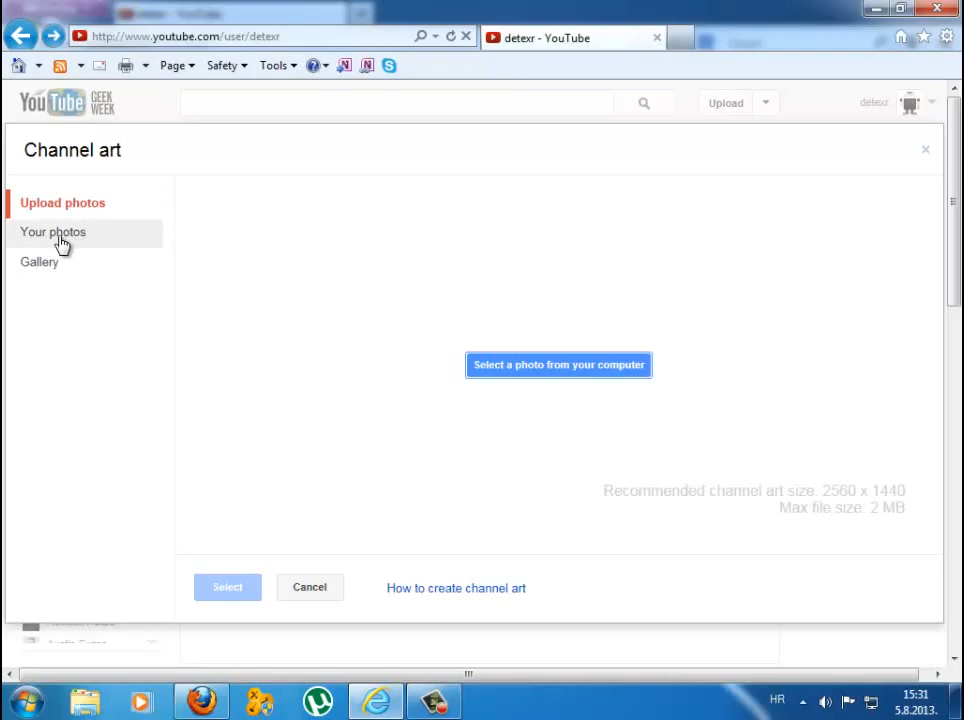 http://www.youtube.com/user/detexr
detexr - YouTube
Page
Safety
Tools
You Tube GEEK WEEK
Upload
detexr
Channel art
Upload photos
Your photos
Gallery
Select a photo from your computer
Recommended channel art size: 2560 x 1440
Max file size: 2 MB
Select
Cancel
How to create channel art
HR
15:31
5.8.2013.